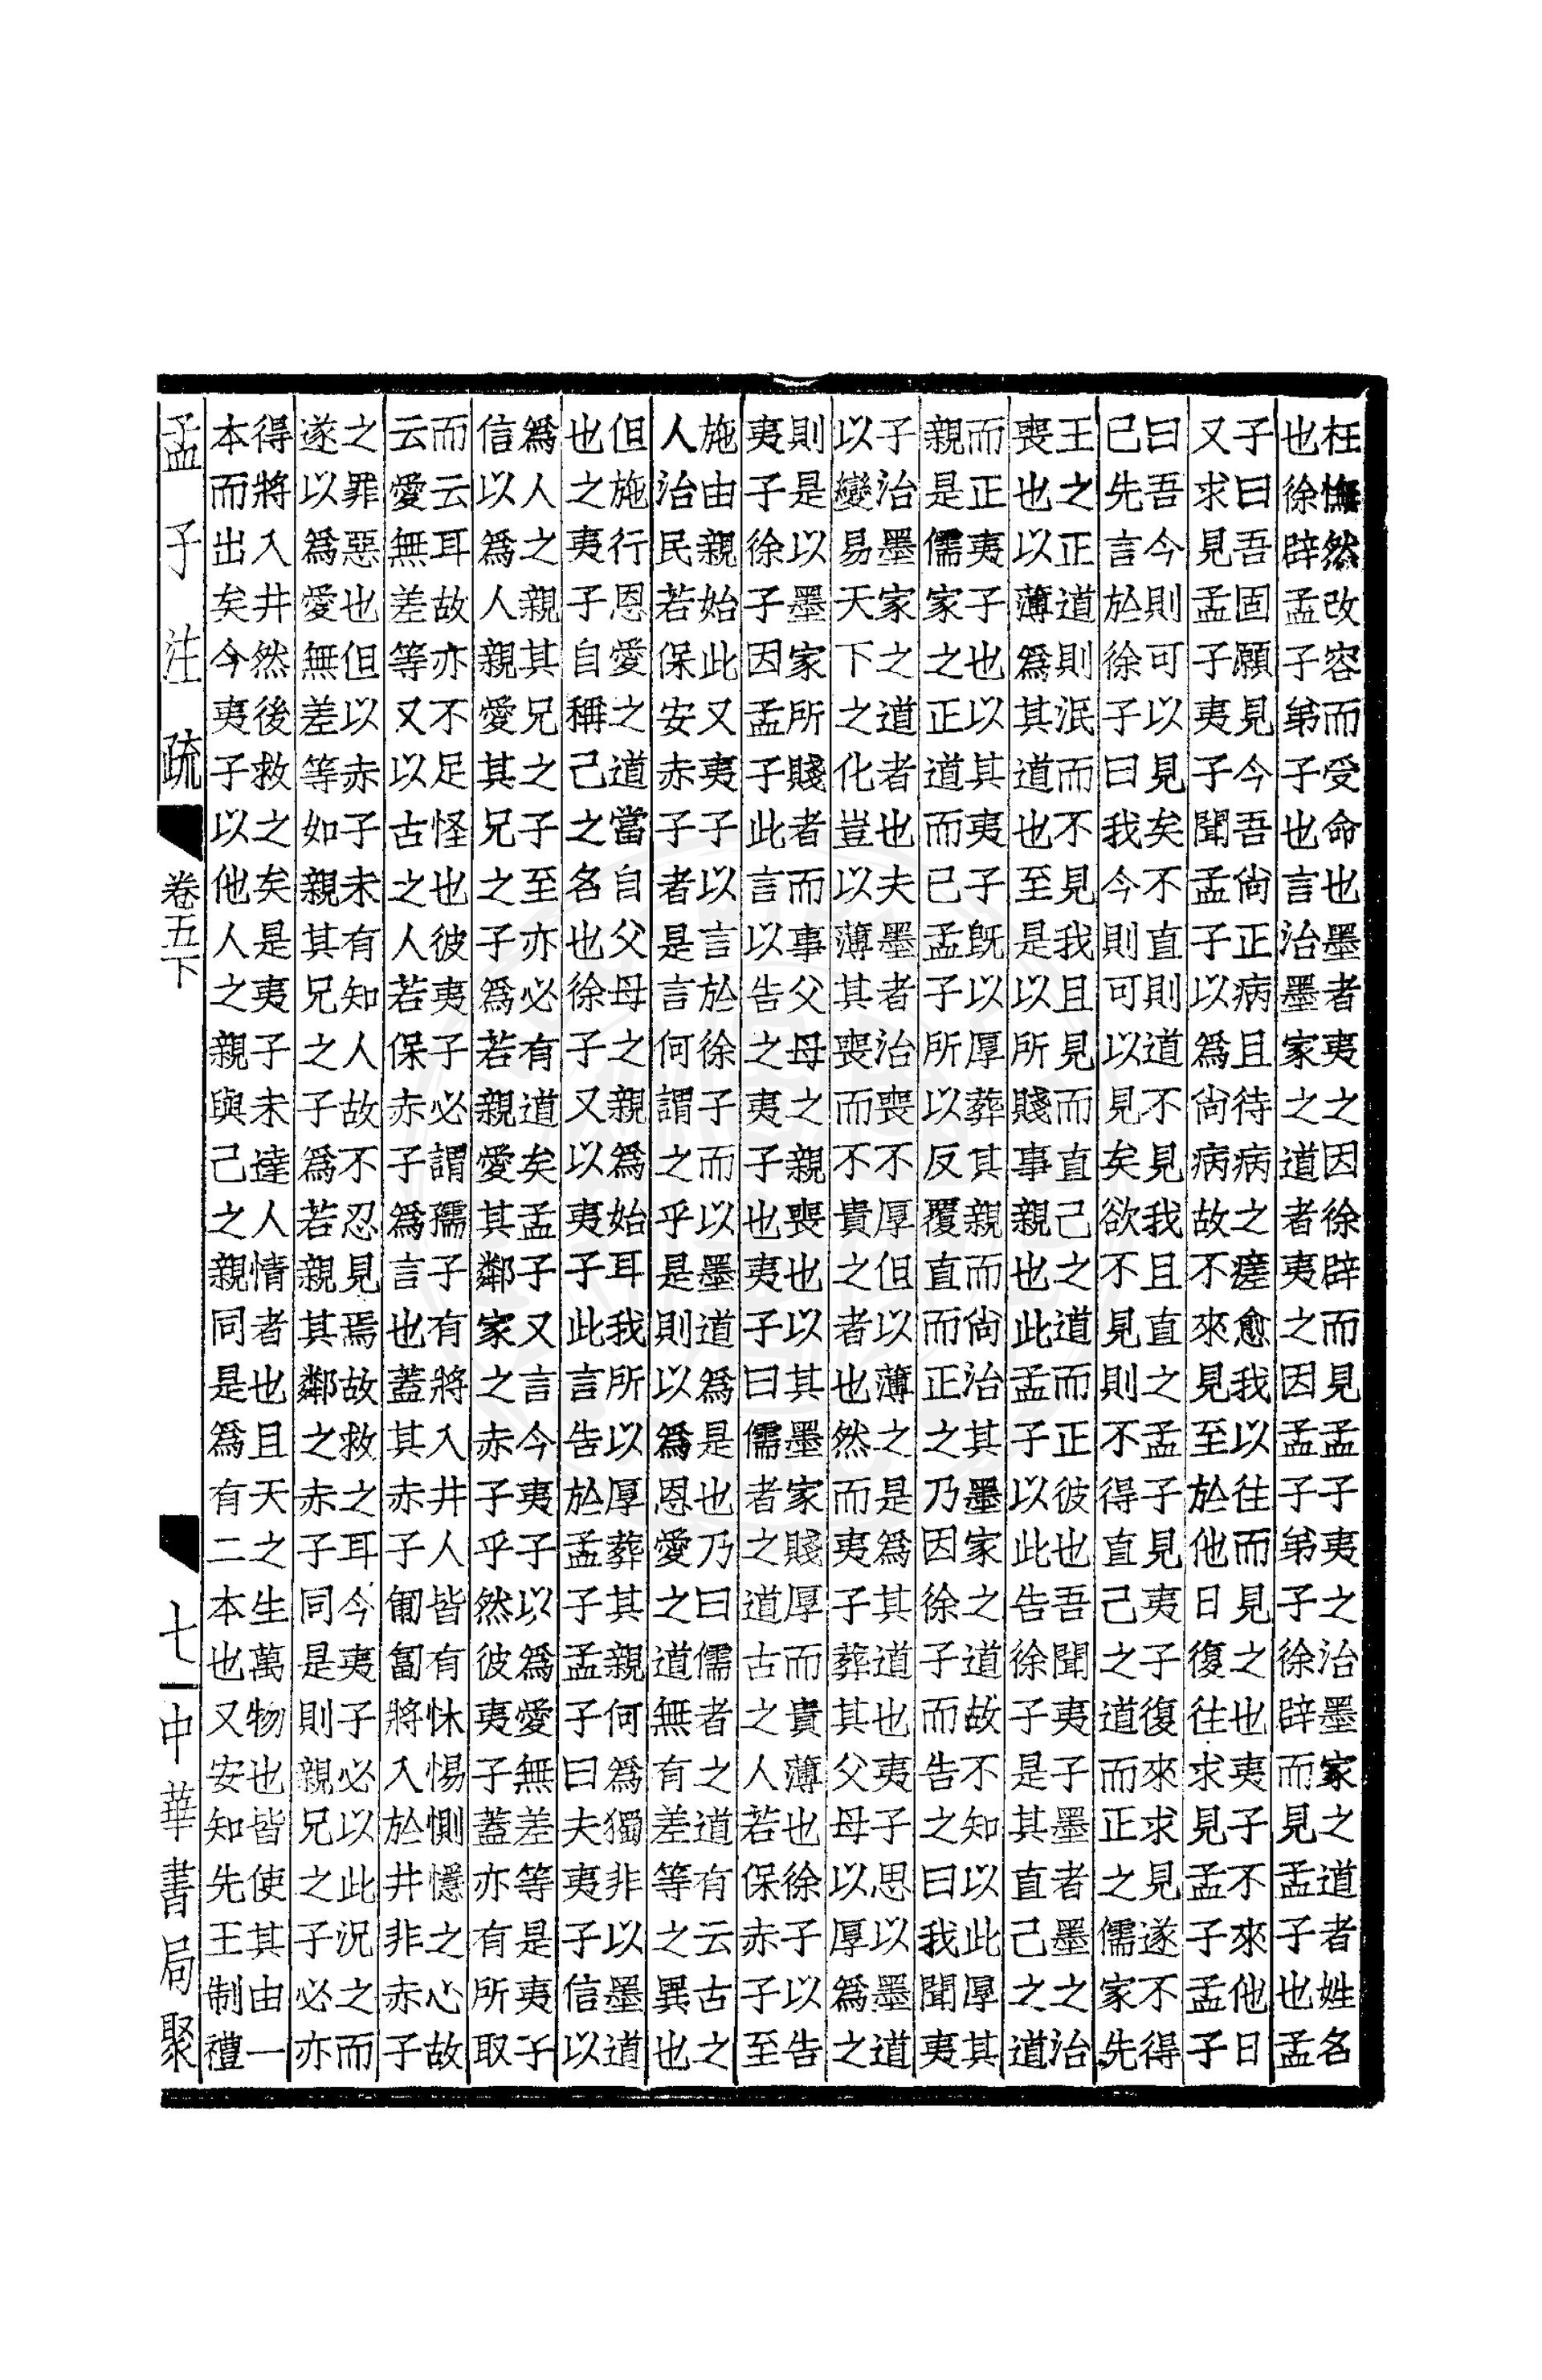 枉憮然改容而受命也墨者夷之因徐辟而見孟子夷之治墨家之道者姓名
也徐辟孟子弟子也言治墨家之道者夷之因孟子弟子徐辟而見孟子也孟
子曰吾固願見今吾尙正病且待病之瘥愈我以往而見之也夷子不來他日
又求見孟子夷子聞孟子以爲尙病故不來見至於他日復往求見孟子孟子
曰吾今則可以見矣不直則道不見我且直之孟子見夷子復來求見遂不得
已先言於徐子曰我今則可以見矣欲不見則不得直己之道而正之儒家先
王之正道則泯而不見我且見而直己之道而正彼也吾聞夷子墨者墨之治
喪也以薄爲其道也至是以所賤事親也此孟子以此告徐子是其直己之道
而正夷子也以其夷子旣以厚葬其親而尙治其墨家之道故不知以此厚其
親是儒家之正道而已孟子所以反覆直而正之乃因徐子而告之曰我聞夷
子治墨家之道者也夫墨者治喪不厚但以薄之是爲其道也夷子思以墨道
以變易天下之化豈以薄其喪而不貴之者也然而夷子葬其父母以厚爲之
則是以墨家所賤者而事父母之親喪也以其墨家賤厚而貴薄也徐子以告
夷子徐子因孟子此言以告之夷子也夷子曰儒者之道古之人若保赤子至
施由親始此又夷子以言於徐子而以墨道爲是也乃曰儒者之道有云古之
人治民若保安赤子者是言何謂之乎是則以爲恩愛之道無有差等之異也
但施行恩愛之道當自父母之親爲始耳我所以厚葬其親何爲獨非以墨道
也之夷子自稱己之各也徐子又以夷子此言告於孟子孟子曰夫夷子信以
爲人之親其兄之子至亦必有道矣孟子又言今夷子以爲愛無差等是夷子
信以爲人親愛其兄之子爲若親愛其鄰家之赤子乎然彼夷子蓋亦有所取
而云耳故亦不足怪也彼夷子必謂孺子有將入井人皆有怵惕惻懚之心故
云愛無差等又以古之人若保赤子爲言也蓋其赤子匍匐將入於井非赤子
之罪惡也但以赤子未有知人故不忍見焉故救之耳今夷子必以此況之而
遂以爲愛無差等如親其兄之子爲若親其鄰之赤子同是則親兄之子必亦
得將入井然後救之矣是夷子未達人情者也且天之生萬物也皆使其由一
本而出矣今夷子以他人之親與己之親同是爲有二本也又安知先王制禮
孟子注疏 卷五下 七 中華書局聚